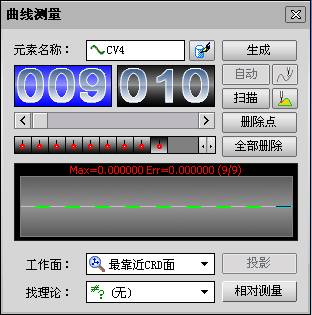 曲线测量
元素名称： CV4 生成
009 010 自动
扫描
删除点
全部删除
Max=0.000000 Err=0.000000 (9/9)
工作面： 最靠近CRD面 投影
找理论： (无) 相对测量